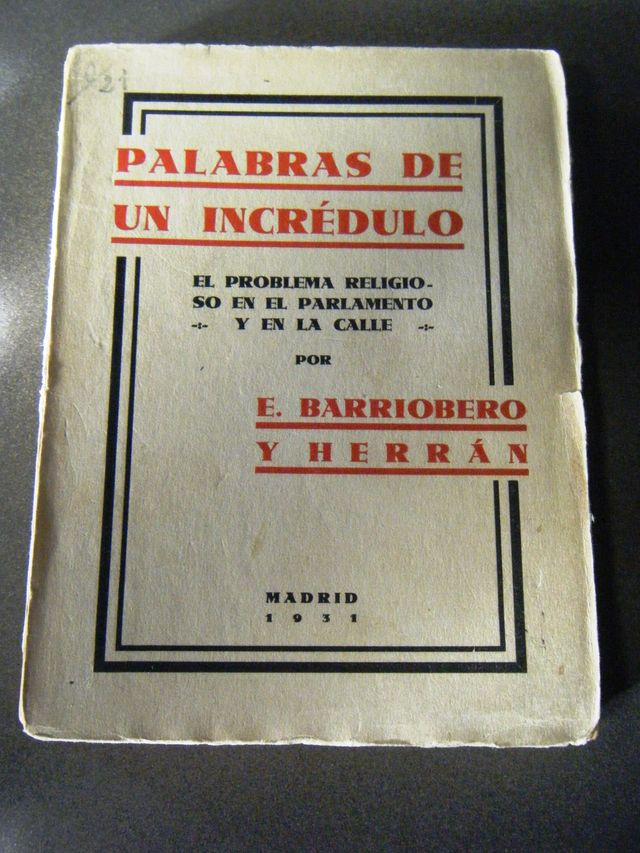 PALABRAS DE
UN INCRÉDULO
EL PROBLEMA RELIGIO-
SO EN EL PARLAMENTO
-:- Y EN LA CALLE -:-
POR
E. BARRIOBERO
Y HERRÁN
MADRID
1931